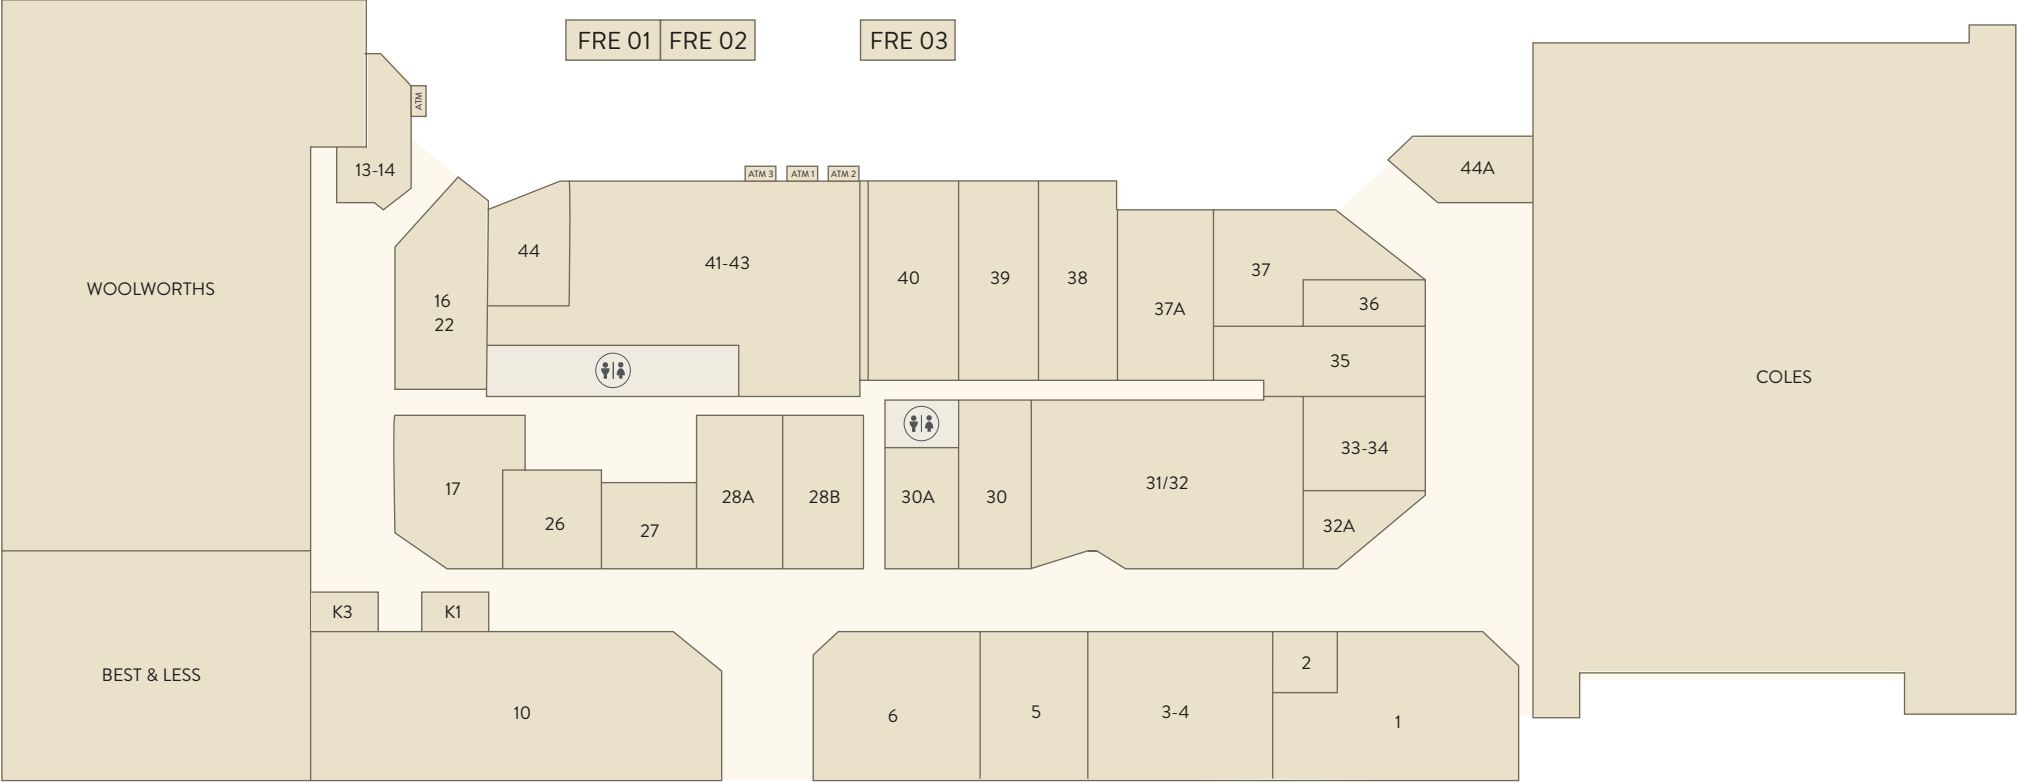 FRE 01
FRE 02
FRE 03
ATM
13-14
44A
ATM 3
ATM 1
ATM 2
WOOLWORTHS
44
41-43
16
22
40
39
38
37A
37
36
35
COLES
17
26
27
28A
28B
30A
30
31/32
33-34
32A
K3
K1
BEST & LESS
10
6
5
3-4
2
1